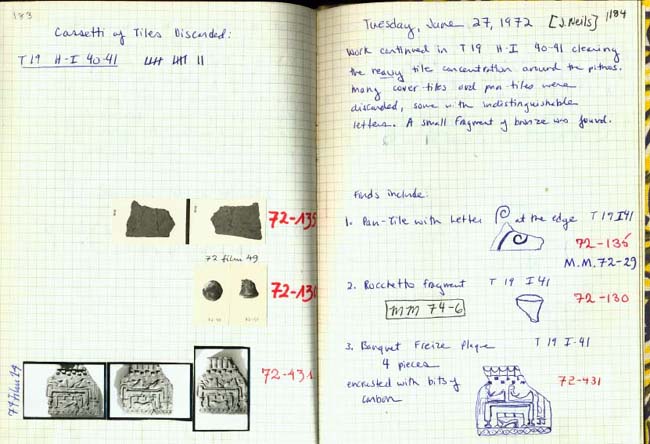 183
Cassetti of Tiles Discarded:
T 19 H-I 40-41 |||| |||| ||
72-135
72 film 49
72-130
71 film 49
72-431
184
Tuesday, June 27, 1972 [J. Neils]
Work continued in T 19 H-I 40-41 cleaning
the heavy tile concentration around the pithos.
Many cover tiles and pan tiles were
discarded, some with indistinguishable
letters. A small fragment of bronze was found.
Finds include:
1. Pan-Tile with Letter at the edge T 19 I 41
72-135
M.M. 72-29
2. Rocchetto fragment T 19 I 41
MM 74-6
72-130
3. Banquet Freize Plaque T 19 I-41
4 pieces
encrusted with bits of
carbon
72-431